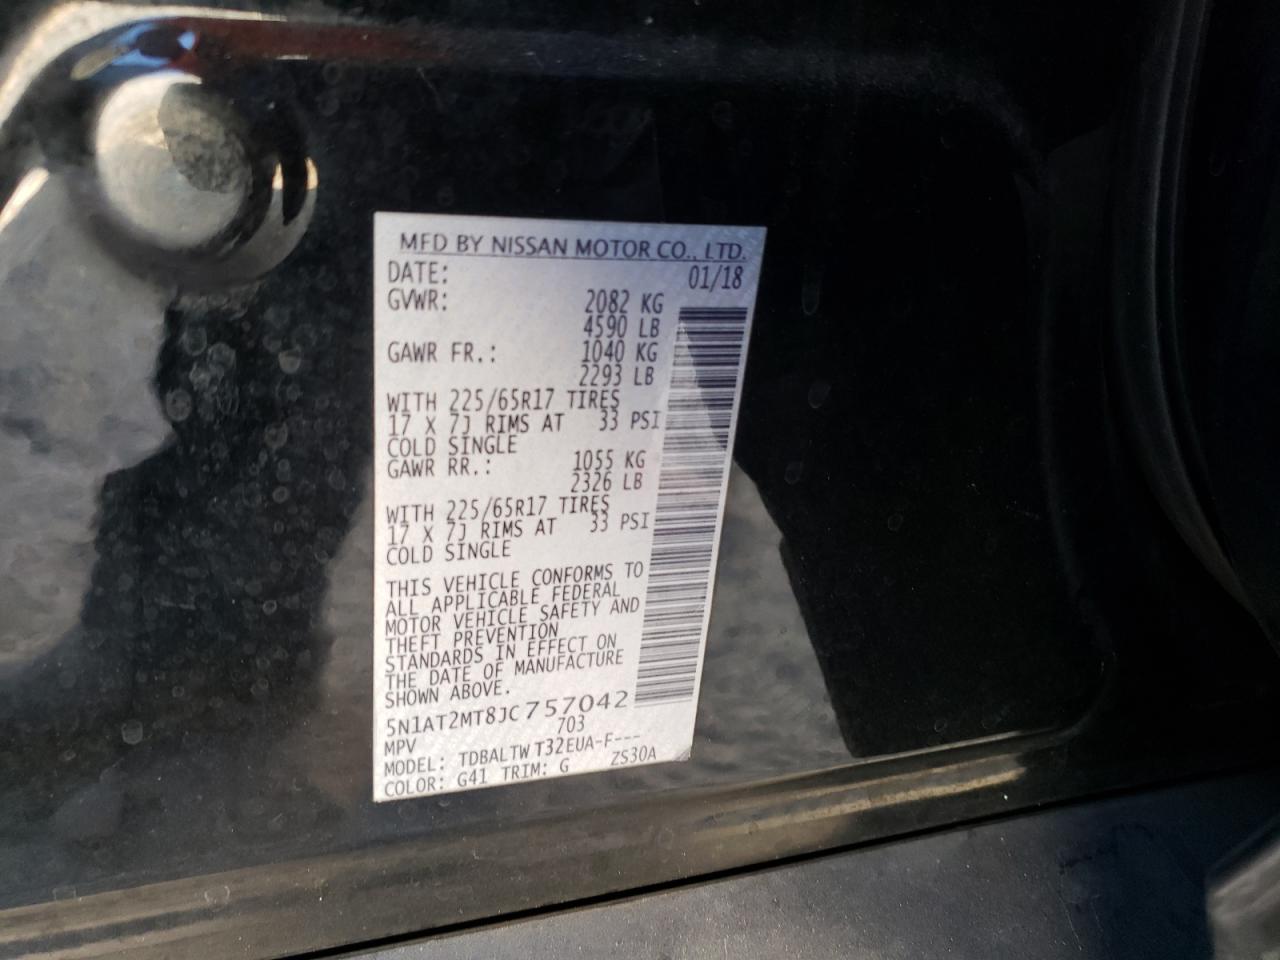 MFD BY NISSAN MOTOR CO., LTD.
DATE: 01/18
GVWR: 2082 KG
4590 LB
GAWR FR.: 1040 KG
2293 LB
WITH 225/65R17 TIRES
17 X 7J RIMS AT 33 PSI
COLD SINGLE
GAWR RR.: 1055 KG
2326 LB
WITH 225/65R17 TIRES
17 X 7J RIMS AT 33 PSI
COLD SINGLE
THIS VEHICLE CONFORMS TO
ALL APPLICABLE FEDERAL
MOTOR VEHICLE SAFETY AND
THEFT PREVENTION
STANDARDS IN EFFECT ON
THE DATE OF MANUFACTURE
SHOWN ABOVE.
5N1AT2MT8JC757042
MPV 703
MODEL: TDBALTW T32EUA-F---
COLOR: G41 TRIM: G ZS30A